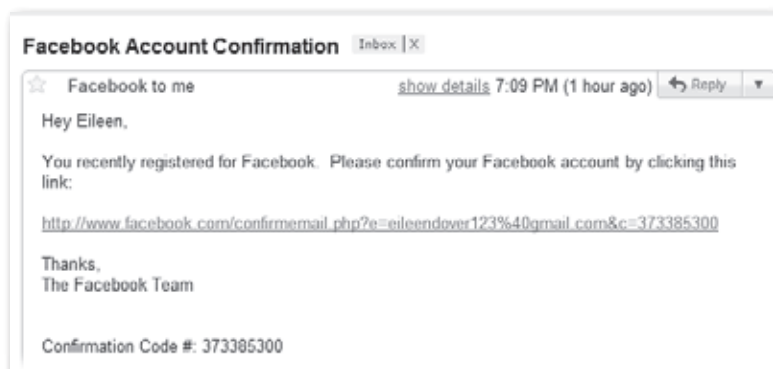 Facebook Account Confirmation Inbox X
Facebook to me show details 7:09 PM (1 hour ago) Reply
Hey Eileen,
You recently registered for Facebook. Please confirm your Facebook account by clicking this
link:
http://www.facebook.com/confirmemail.php?e=eileendover123%40gmail.com&c=373385300
Thanks,
The Facebook Team
Confirmation Code #: 373385300